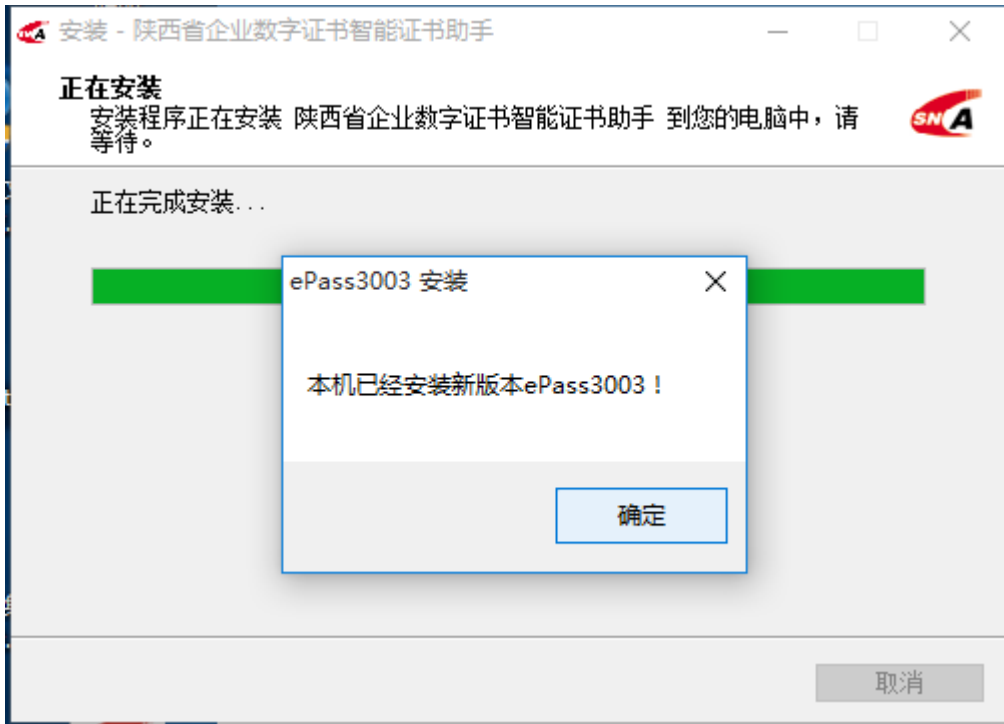 安装 - 陕西省企业数字证书智能证书助手
正在安装
安装程序正在安装 陕西省企业数字证书智能证书助手 到您的电脑中，请
等待。
SNCA
正在完成安装...
ePass3003 安装
本机已经安装新版本ePass3003！
确定
取消